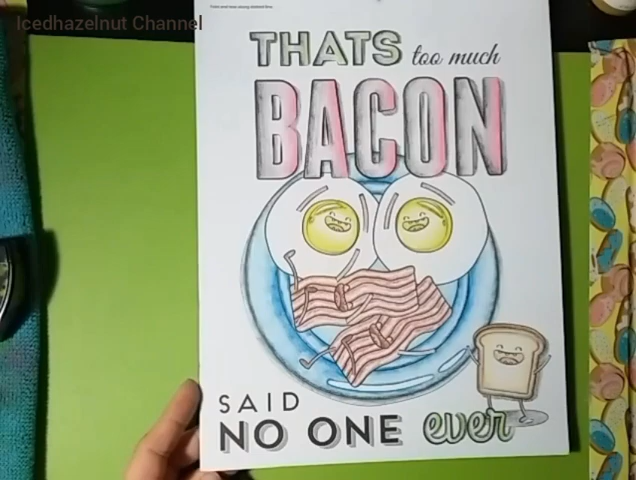 Icedhazelnut Channel
THATS too much
BACON
SAID
NO ONE ever